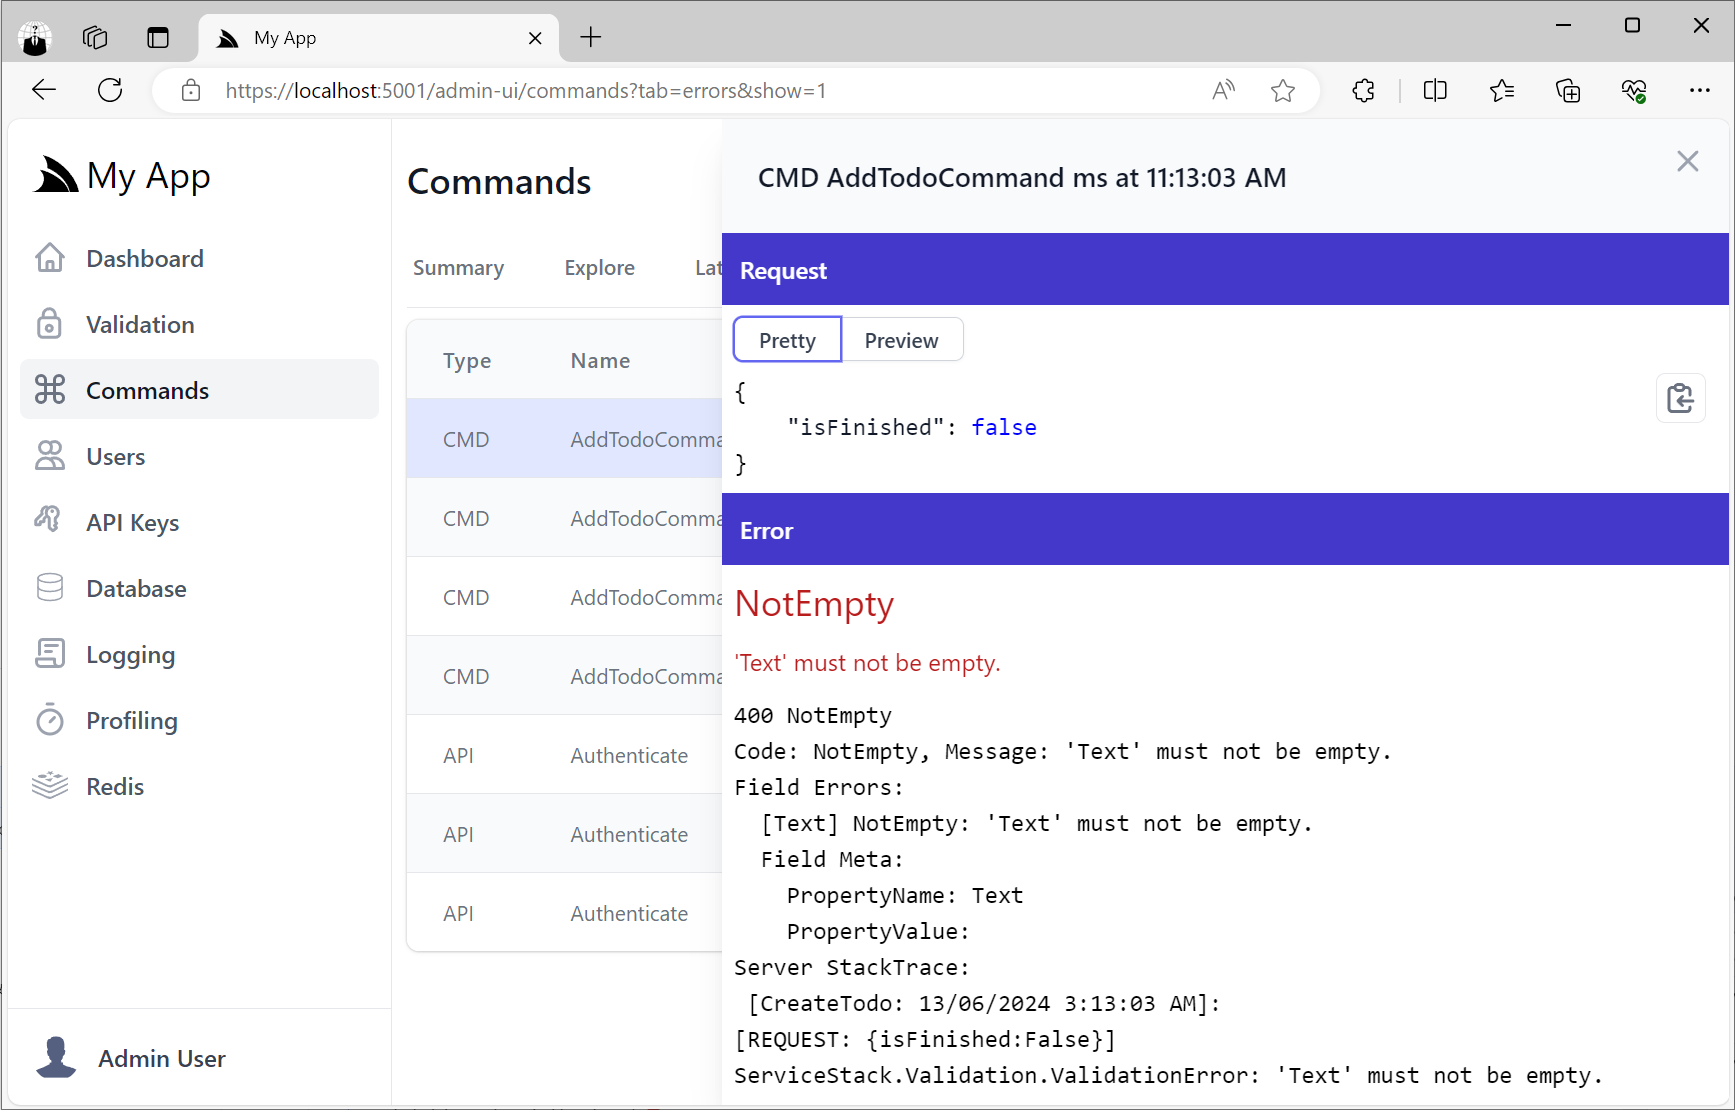 My App
https://localhost:5001/admin-ui/commands?tab=errors&show=1
My App
Dashboard
Validation
Commands
Users
API Keys
Database
Logging
Profiling
Redis
Admin User
Commands
Summary Explore Lat
Type Name
CMD AddTodoComma
CMD AddTodoComma
CMD AddTodoComma
CMD AddTodoComma
API Authenticate
API Authenticate
API Authenticate
CMD AddTodoCommand ms at 11:13:03 AM
Request
Pretty Preview
{
"isFinished": false
}
Error
NotEmpty
'Text' must not be empty.
400 NotEmpty
Code: NotEmpty, Message: 'Text' must not be empty.
Field Errors:
[Text] NotEmpty: 'Text' must not be empty.
Field Meta:
PropertyName: Text
PropertyValue:
Server StackTrace:
[CreateTodo: 13/06/2024 3:13:03 AM]:
[REQUEST: {isFinished:False}]
ServiceStack.Validation.ValidationError: 'Text' must not be empty.